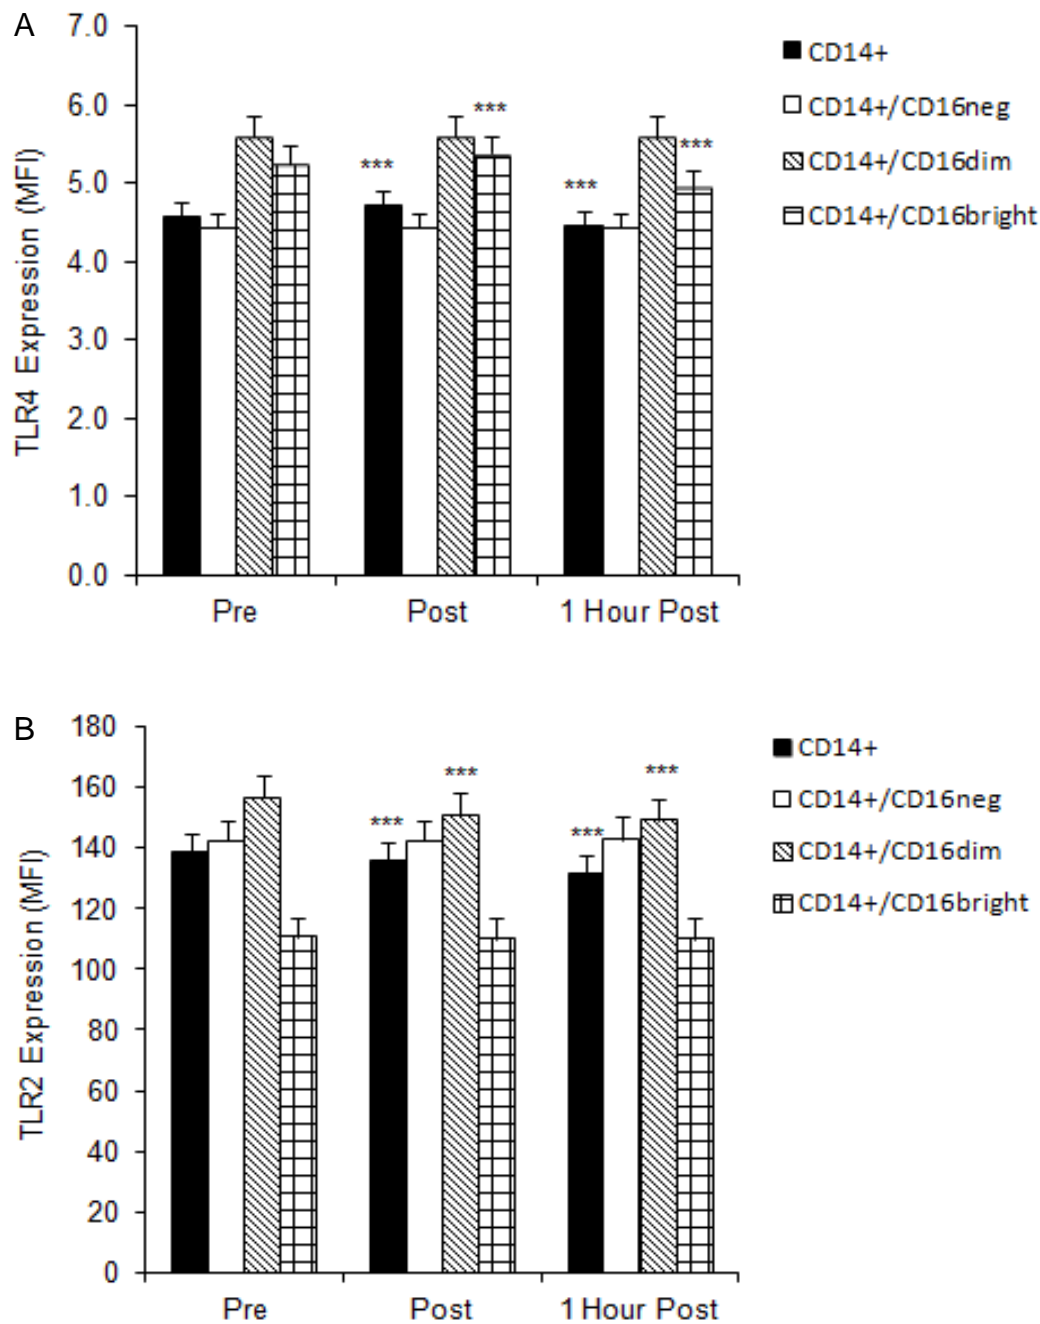 A
7.0
6.0
5.0
4.0
3.0
2.0
1.0
0.0
TLR4 Expression (MFI)
***
***
***
***
Pre
Post
1 Hour Post
CD14+
CD14+/CD16neg
CD14+/CD16dim
CD14+/CD16bright
B
180
160
140
120
100
80
60
40
20
0
TLR2 Expression (MFI)
***
***
***
***
Pre
Post
1 Hour Post
CD14+
CD14+/CD16neg
CD14+/CD16dim
CD14+/CD16bright